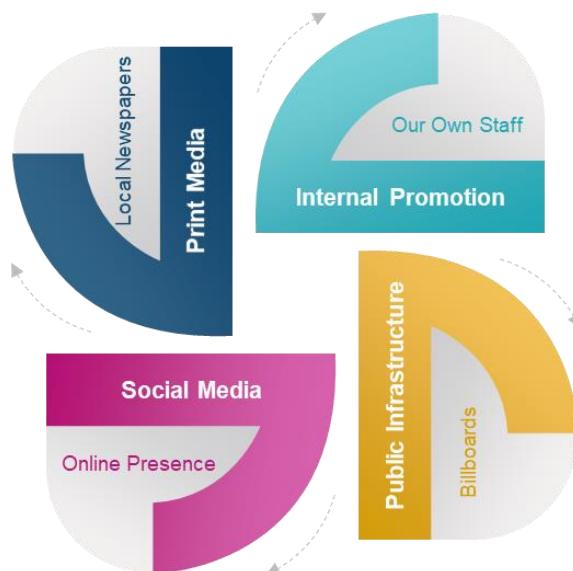 Local Newspapers
Print Media
Our Own Staff
Internal Promotion
Public Infrastructure
Billboards
Social Media
Online Presence